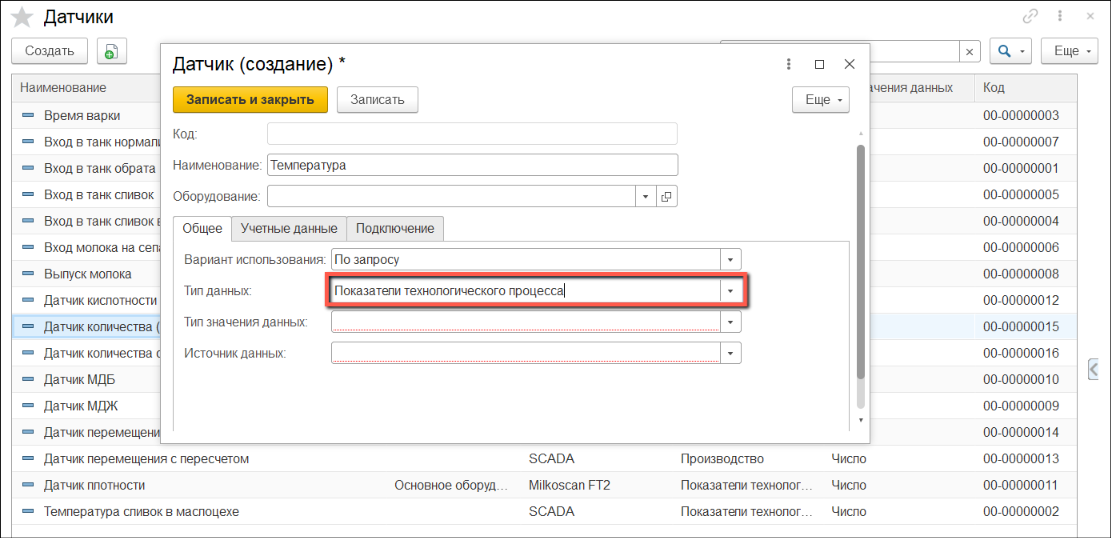 Датчики
Создать
Еще
Наименование
ачения данных
Код
Время варки
00-00000003
Вход в танк нормали
00-00000007
Вход в танк обрата
00-00000001
Вход в танк сливок
00-00000005
Вход в танк сливок в
00-00000004
Вход молока на сепа
00-00000006
Выпуск молока
00-00000008
Датчик кислотности
00-00000012
Датчик количества (
00-00000015
Датчик количества с
00-00000016
Датчик МДБ
00-00000010
Датчик МДЖ
00-00000009
Датчик перемещени
00-00000014
Датчик перемещения с пересчетом SCADA Производство Число 00-00000013
Датчик плотности Основное оборуд... Milkoscan FT2 Показатели технолог... Число 00-00000011
Температура сливок в маслоцехе SCADA Показатели технолог... Число 00-00000002
Датчик (создание) *
Записать и закрыть Записать Еще
Код:
Наименование: Температура
Оборудование:
Общее Учетные данные Подключение
Вариант использования: По запросу
Тип данных: Показатели технологического процесса
Тип значения данных:
Источник данных: